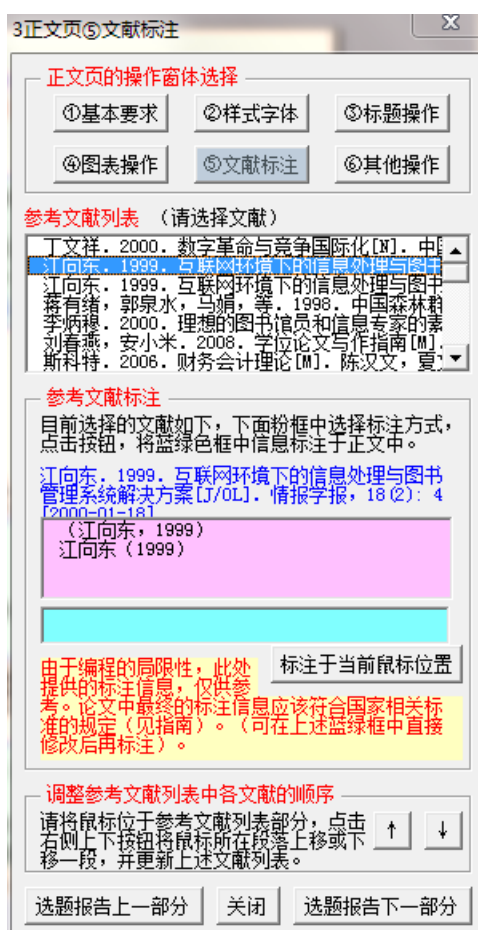 3正文页⑤文献标注
正文页的操作窗体选择
①基本要求 ②样式字体 ③标题操作
④图表操作 ⑤文献标注 ⑥其他操作
参考文献列表 （请选择文献）
丁文祥. 2000. 数字革命与竞争国际化[N]. 中国
江向东. 1999. 互联网环境下的信息处理与图书
江向东. 1999. 互联网环境下的信息处理与图书
蒋有绪，郭泉水，马娟，等. 1998. 中国森林群
李炳穆. 2000. 理想的图书馆员和信息专家的素
刘春燕，安小米. 2008. 学位论文写作指南[M].
斯科特. 2006. 财务会计理论[M]. 陈汉文，夏
参考文献标注
目前选择的文献如下，下面粉框中选择标注方式，
点击按钮，将蓝绿色框中信息标注于正文中。
江向东. 1999. 互联网环境下的信息处理与图书
管理系统解决方案[J/OL]. 情报学报，18(2): 4
[2000-01-18]
（江向东，1999）
江向东（1999）
由于编程的局限性，此处
提供的标注信息，仅供参
考。论文中最终的标注信息应该符合国家相关标
准的规定（见指南）。（可在上述蓝绿框中直接
修改后再标注）。
标注于当前鼠标位置
调整参考文献列表中各文献的顺序
请将鼠标位于参考文献列表部分，点击
右侧上下按钮将鼠标所在段落上移或下
移一段，并更新上述文献列表。
↑ ↓
选题报告上一部分 关闭 选题报告下一部分